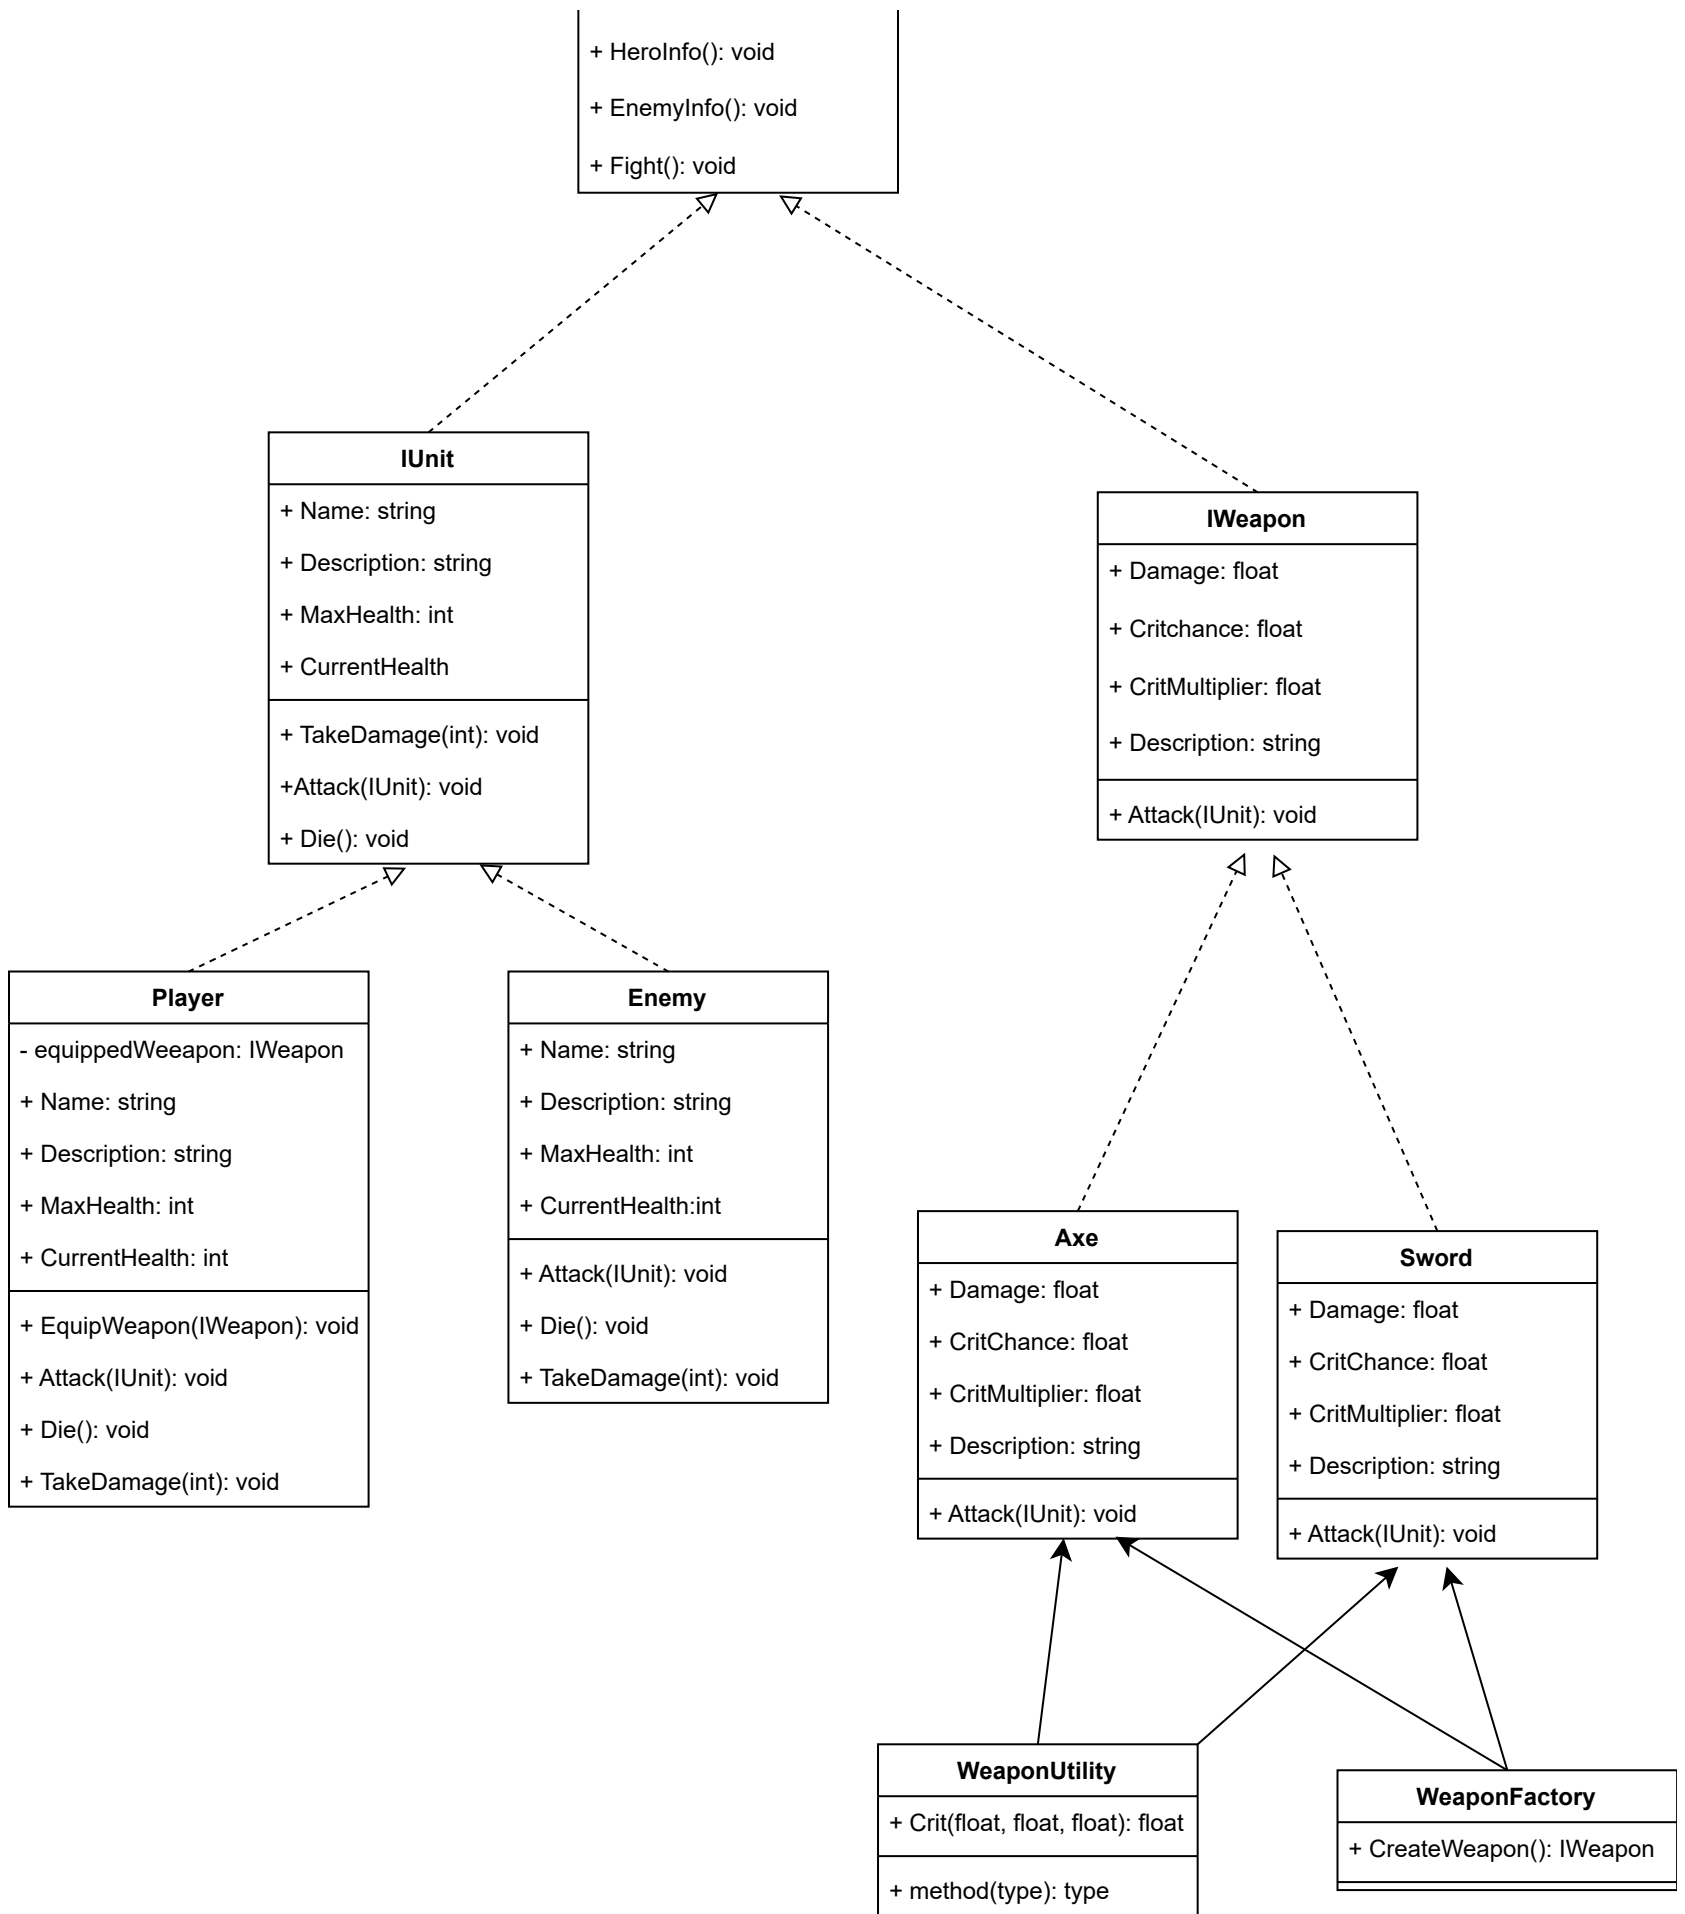 + HeroInfo(): void
+ EnemyInfo(): void
+ Fight(): void
IUnit
+ Name: string
+ Description: string
+ MaxHealth: int
+ CurrentHealth
+ TakeDamage(int): void
+Attack(IUnit): void
+ Die(): void
IWeapon
+ Damage: float
+ Critchance: float
+ CritMultiplier: float
+ Description: string
+ Attack(IUnit): void
Player
- equippedWeeapon: IWeapon
+ Name: string
+ Description: string
+ MaxHealth: int
+ CurrentHealth: int
+ EquipWeapon(IWeapon): void
+ Attack(IUnit): void
+ Die(): void
+ TakeDamage(int): void
Enemy
+ Name: string
+ Description: string
+ MaxHealth: int
+ CurrentHealth:int
+ Attack(IUnit): void
+ Die(): void
+ TakeDamage(int): void
Axe
+ Damage: float
+ CritChance: float
+ CritMultiplier: float
+ Description: string
+ Attack(IUnit): void
Sword
+ Damage: float
+ CritChance: float
+ CritMultiplier: float
+ Description: string
+ Attack(IUnit): void
WeaponUtility
+ Crit(float, float, float): float
+ method(type): type
WeaponFactory
+ CreateWeapon(): IWeapon